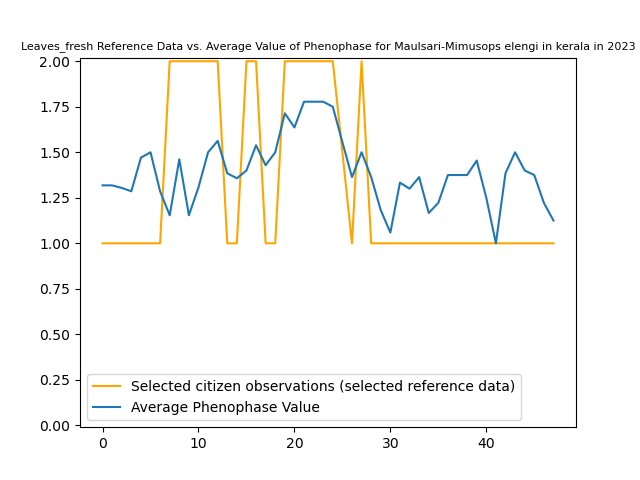 Leaves_fresh Reference Data vs. Average Value of Phenophase for Maulsari-Mimusops elengi in kerala in 2023
2.00
1.75
1.50
1.25
1.00
0.75
0.50
0.25
0.00
Selected citizen observations (selected reference data)
Average Phenophase Value
0 10 20 30 40